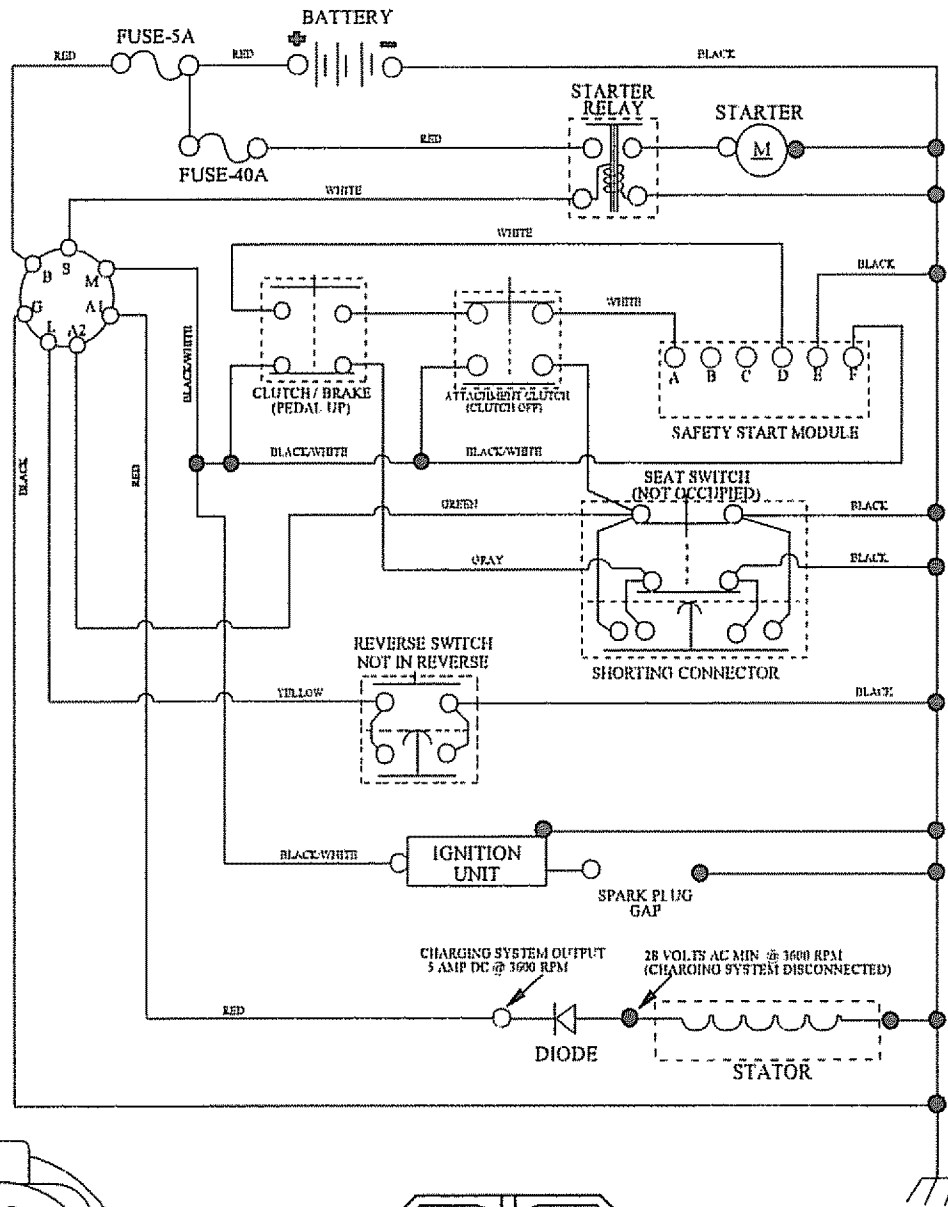 BATTERY
FUSE-5A
RED
RED
BLACK
STARTER
RELAY
STARTER
M
RED
FUSE-40A
WHITE
WHITE
BLACK
B
S
M
G
A1
L
A2
WHITE
BLACK/WHITE
A B C D E F
CLUTCH / BRAKE
(PEDAL UP)
ATTACHMENT CLUTCH
(CLUTCH OFF)
SAFETY START MODULE
BLACK/WHITE
BLACK/WHITE
BLACK
RED
SEAT SWITCH
(NOT OCCUPIED)
GREEN
BLACK
GRAY
BLACK
REVERSE SWITCH
NOT IN REVERSE
SHORTING CONNECTOR
YELLOW
BLACK
BLACK/WHITE
IGNITION
UNIT
SPARK PLUG
GAP
CHARGING SYSTEM OUTPUT
5 AMP DC @ 3600 RPM
28 VOLTS AC MIN @ 3600 RPM
(CHARGING SYSTEM DISCONNECTED)
RED
DIODE
STATOR